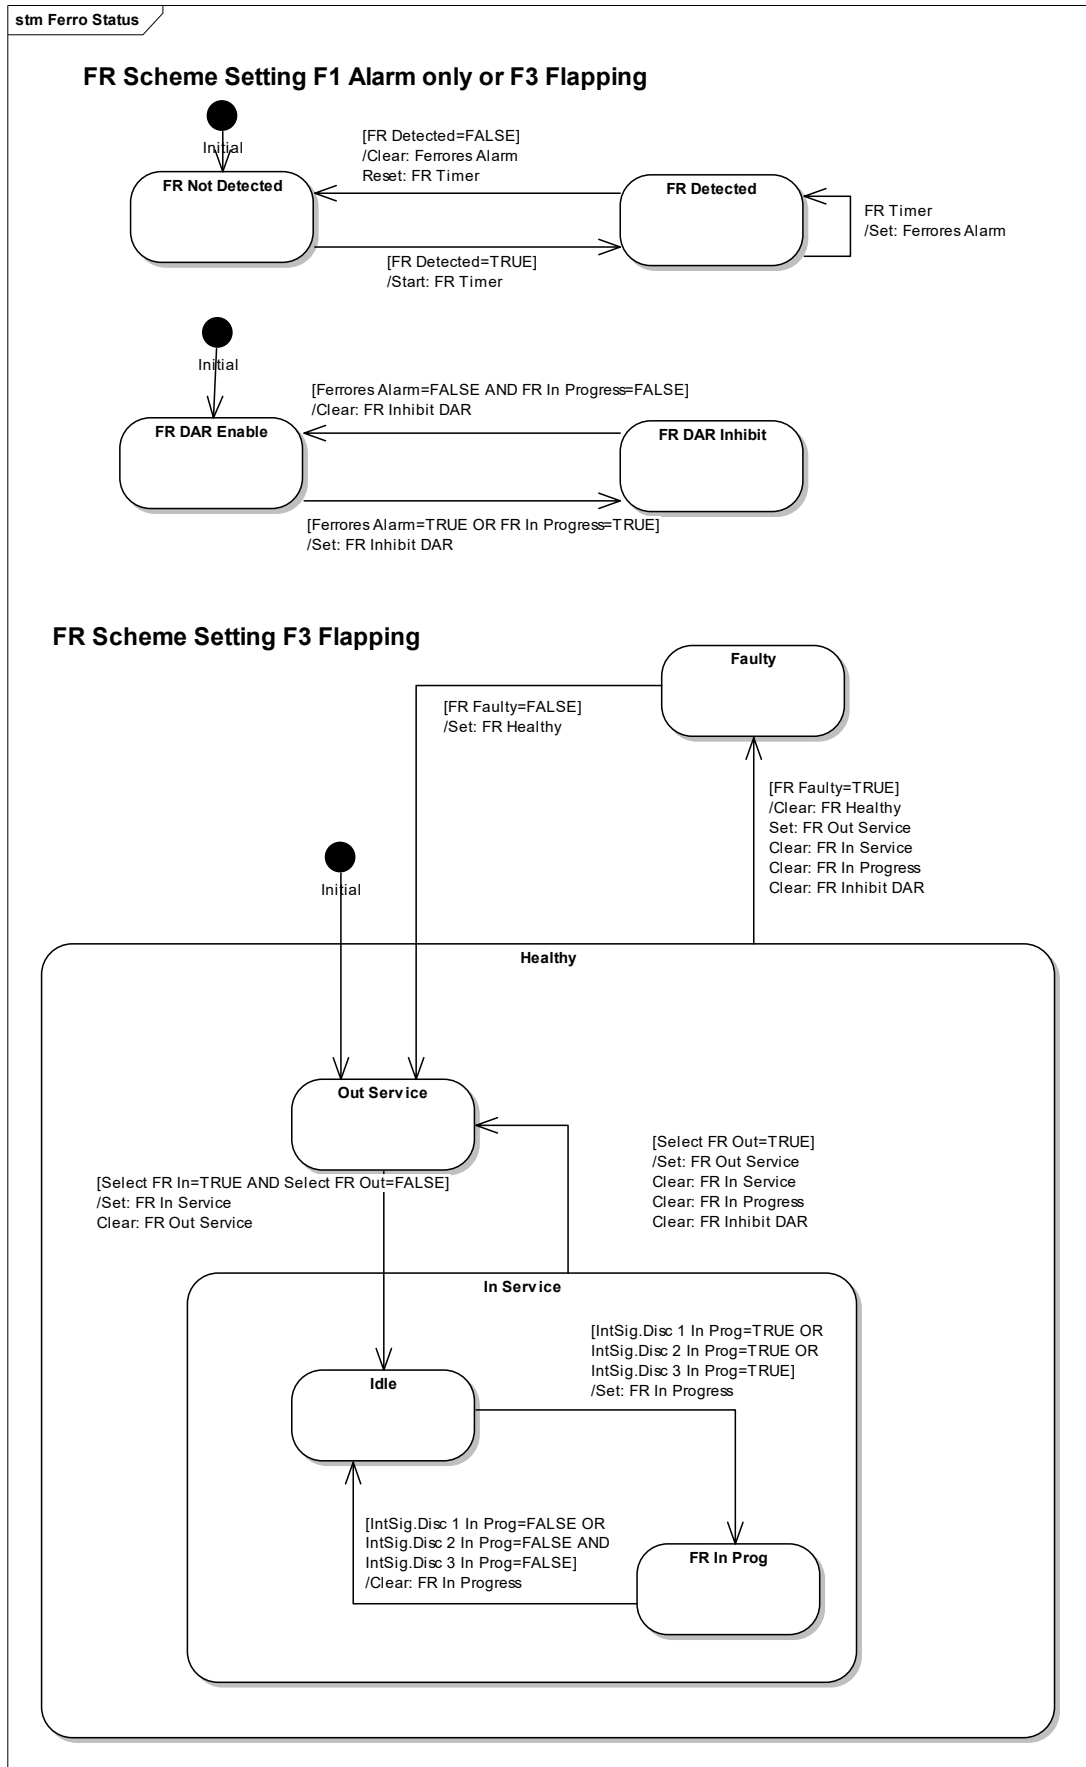 stm Ferro Status
FR Scheme Setting F1 Alarm only or F3 Flapping
Initial
[FR Detected=FALSE]
/Clear: Ferrores Alarm
Reset: FR Timer
FR Not Detected
FR Detected
FR Timer
/Set: Ferrores Alarm
[FR Detected=TRUE]
/Start: FR Timer
Initial
[Ferrores Alarm=FALSE AND FR In Progress=FALSE]
/Clear: FR Inhibit DAR
FR DAR Enable
FR DAR Inhibit
[Ferrores Alarm=TRUE OR FR In Progress=TRUE]
/Set: FR Inhibit DAR
FR Scheme Setting F3 Flapping
Faulty
[FR Faulty=FALSE]
/Set: FR Healthy
[FR Faulty=TRUE]
/Clear: FR Healthy
Set: FR Out Service
Clear: FR In Service
Clear: FR In Progress
Clear: FR Inhibit DAR
Initial
Healthy
Out Service
[Select FR Out=TRUE]
/Set: FR Out Service
Clear: FR In Service
Clear: FR In Progress
Clear: FR Inhibit DAR
[Select FR In=TRUE AND Select FR Out=FALSE]
/Set: FR In Service
Clear: FR Out Service
In Service
[IntSig.Disc 1 In Prog=TRUE OR
IntSig.Disc 2 In Prog=TRUE OR
IntSig.Disc 3 In Prog=TRUE]
/Set: FR In Progress
Idle
[IntSig.Disc 1 In Prog=FALSE OR
IntSig.Disc 2 In Prog=FALSE AND
IntSig.Disc 3 In Prog=FALSE]
/Clear: FR In Progress
FR In Prog